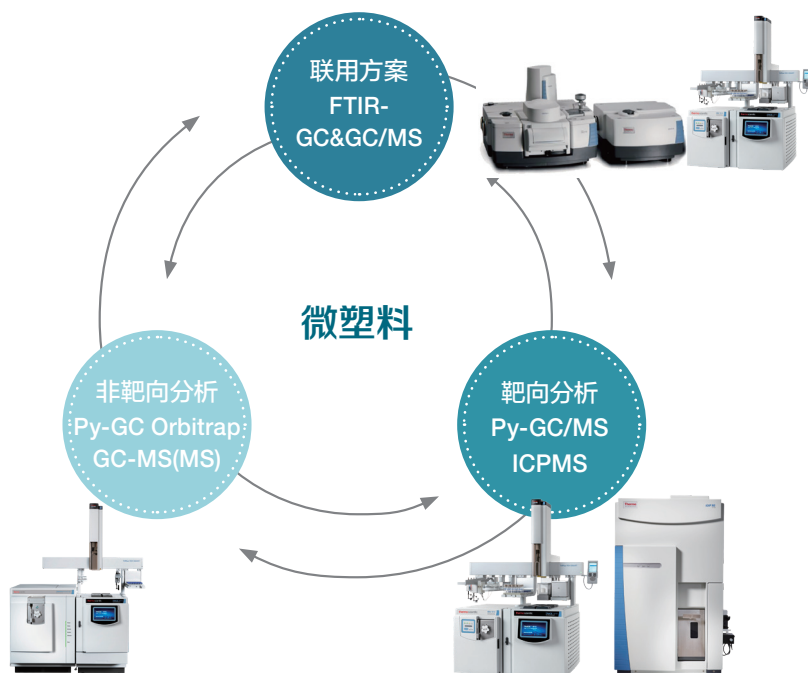 联用方案
FTIR-
GC&GC/MS
微塑料
非靶向分析
Py-GC Orbitrap
GC-MS(MS)
靶向分析
Py-GC/MS
ICPMS